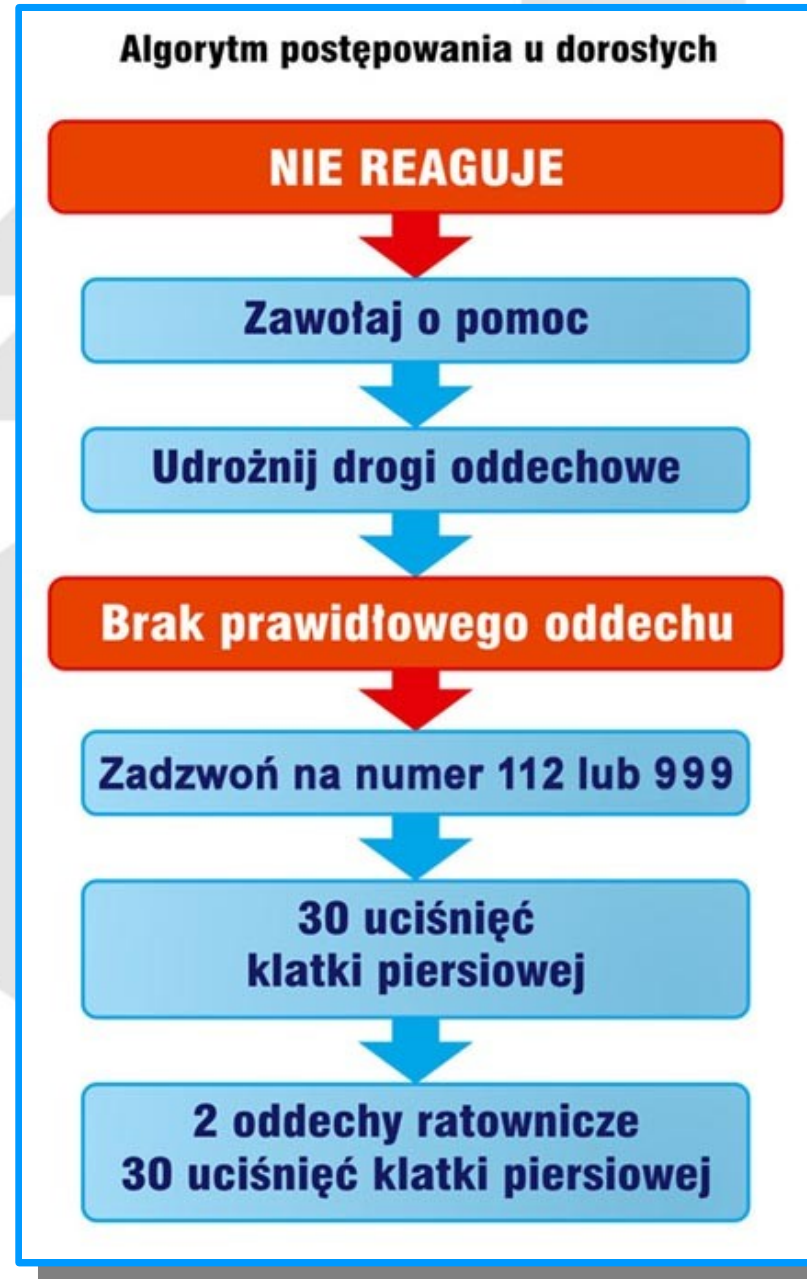 Algorytm postępowania u dorosłych
NIE REAGUJE
Zawołaj o pomoc
Udrożnij drogi oddechowe
Brak prawidłowego oddechu
Zadzwoń na numer 112 lub 999
30 uciśnięć
klatki piersiowej
2 oddechy ratownicze
30 uciśnięć klatki piersiowej